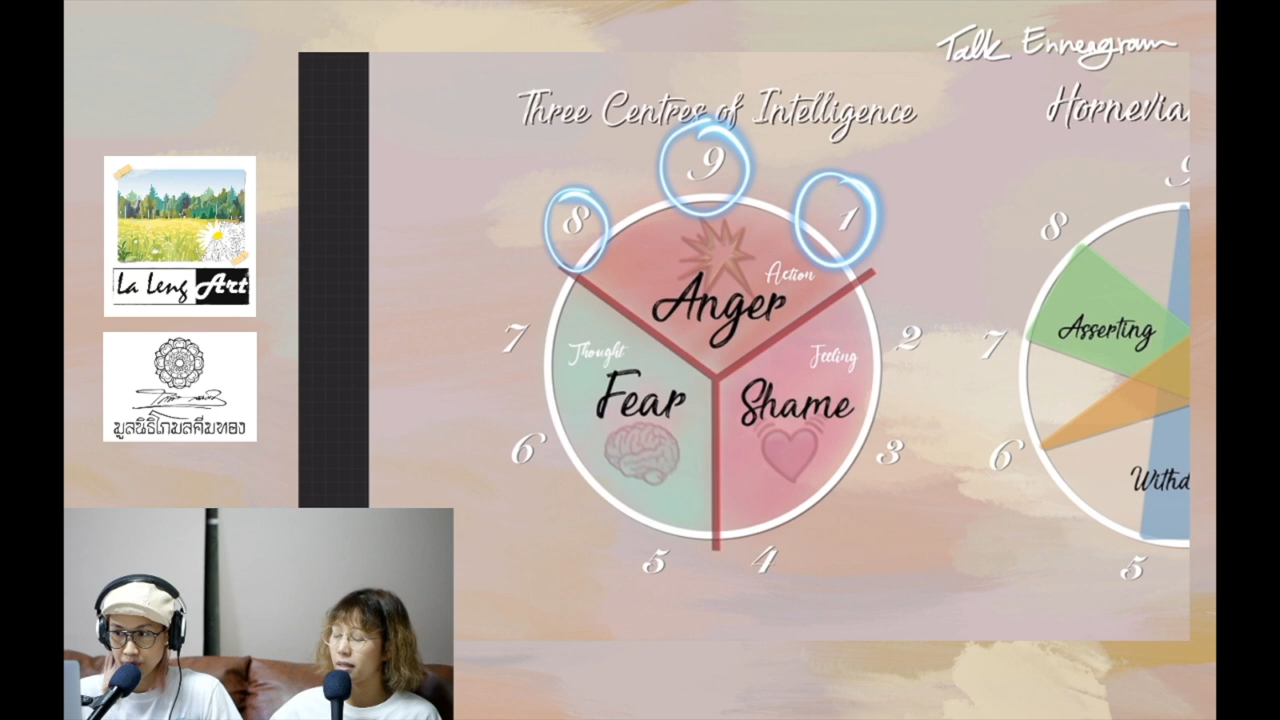 Talk Enneagram
Three Centres of Intelligence
9
8
1
Action
Anger
7
2
Thought
Feeling
Fear
Shame
6
3
5
4
8
7
Asserting
6
5
La Leng Art
มูลนิธิโกมลคีมทอง